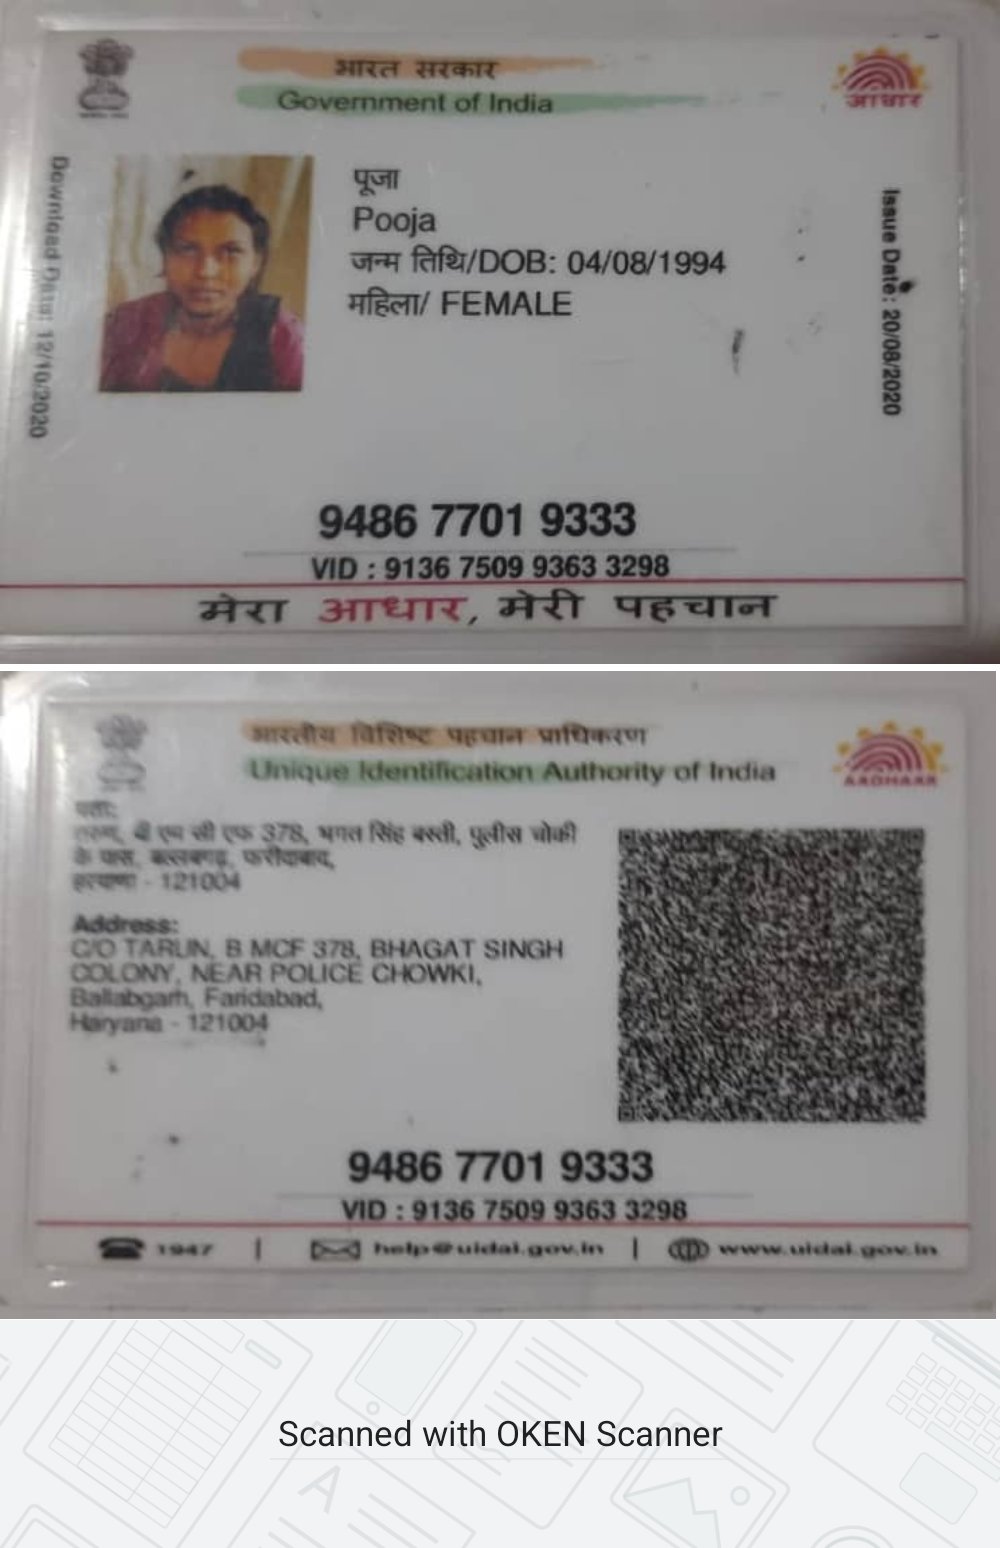 भारत सरकार
Government of India
आधार
Download Date: 12/10/2020
पूजा
Pooja
जन्म तिथि/DOB: 04/08/1994
महिला/ FEMALE
Issue Date: 20/08/2020
9486 7701 9333
VID : 9136 7509 9363 3298
मेरा आधार, मेरी पहचान
भारतीय विशिष्ट पहचान प्राधिकरण
Unique Identification Authority of India
AADHAAR
पता:
तरुण, बी एम सी एफ 378, भगत सिंह बस्ती, पुलीस चोकी
के पास, बल्लबगढ़, फरीदाबाद,
हरयाणा - 121004
Address:
C/O TARUN, B MCF 378, BHAGAT SINGH
COLONY, NEAR POLICE CHOWKI,
Ballabgarh, Faridabad,
Haryana - 121004
9486 7701 9333
VID : 9136 7509 9363 3298
1947 | help@uidai.gov.in | www.uidai.gov.in
Scanned with OKEN Scanner